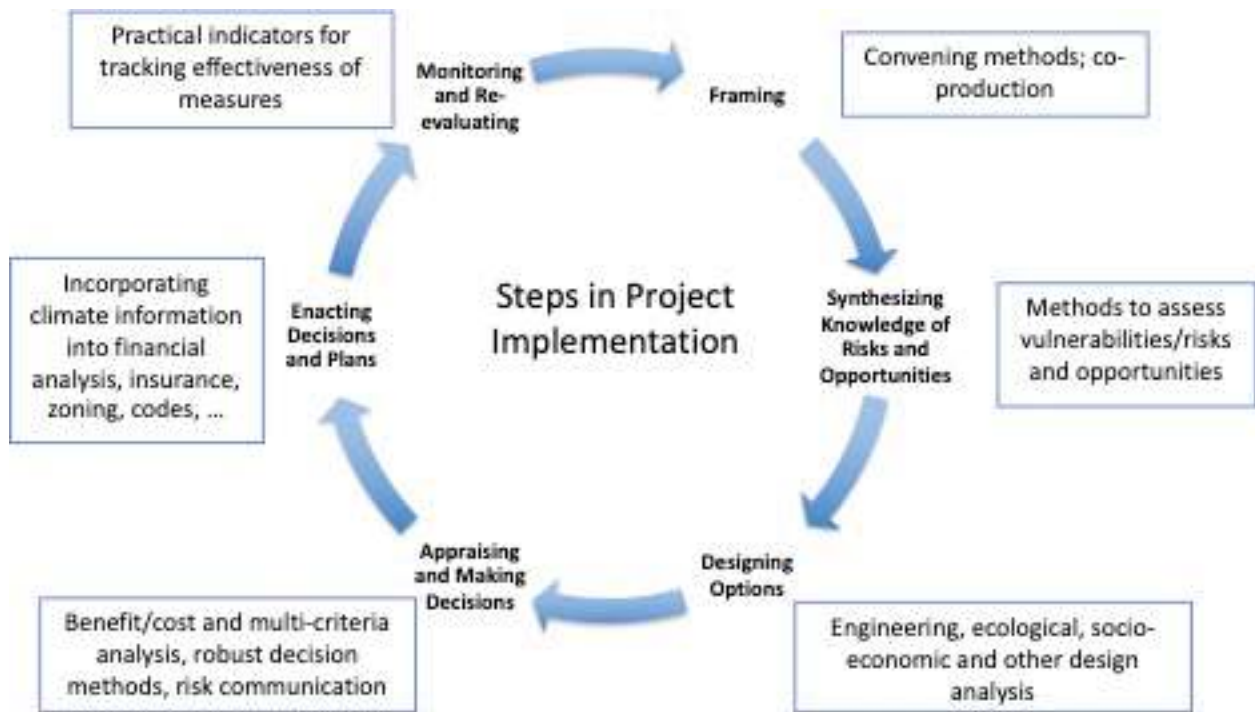 Practical indicators for
tracking effectiveness of
measures
Monitoring
and Re-
evaluating
Framing
Convening methods; co-
production
Incorporating
climate information
into financial
analysis, insurance,
zoning, codes, ...
Enacting
Decisions
and Plans
Steps in Project
Implementation
Synthesizing
Knowledge of
Risks and
Opportunities
Methods to assess
vulnerabilities/risks
and opportunities
Appraising
and Making
Decisions
Designing
Options
Benefit/cost and multi-criteria
analysis, robust decision
methods, risk communication
Engineering, ecological, socio-
economic and other design
analysis